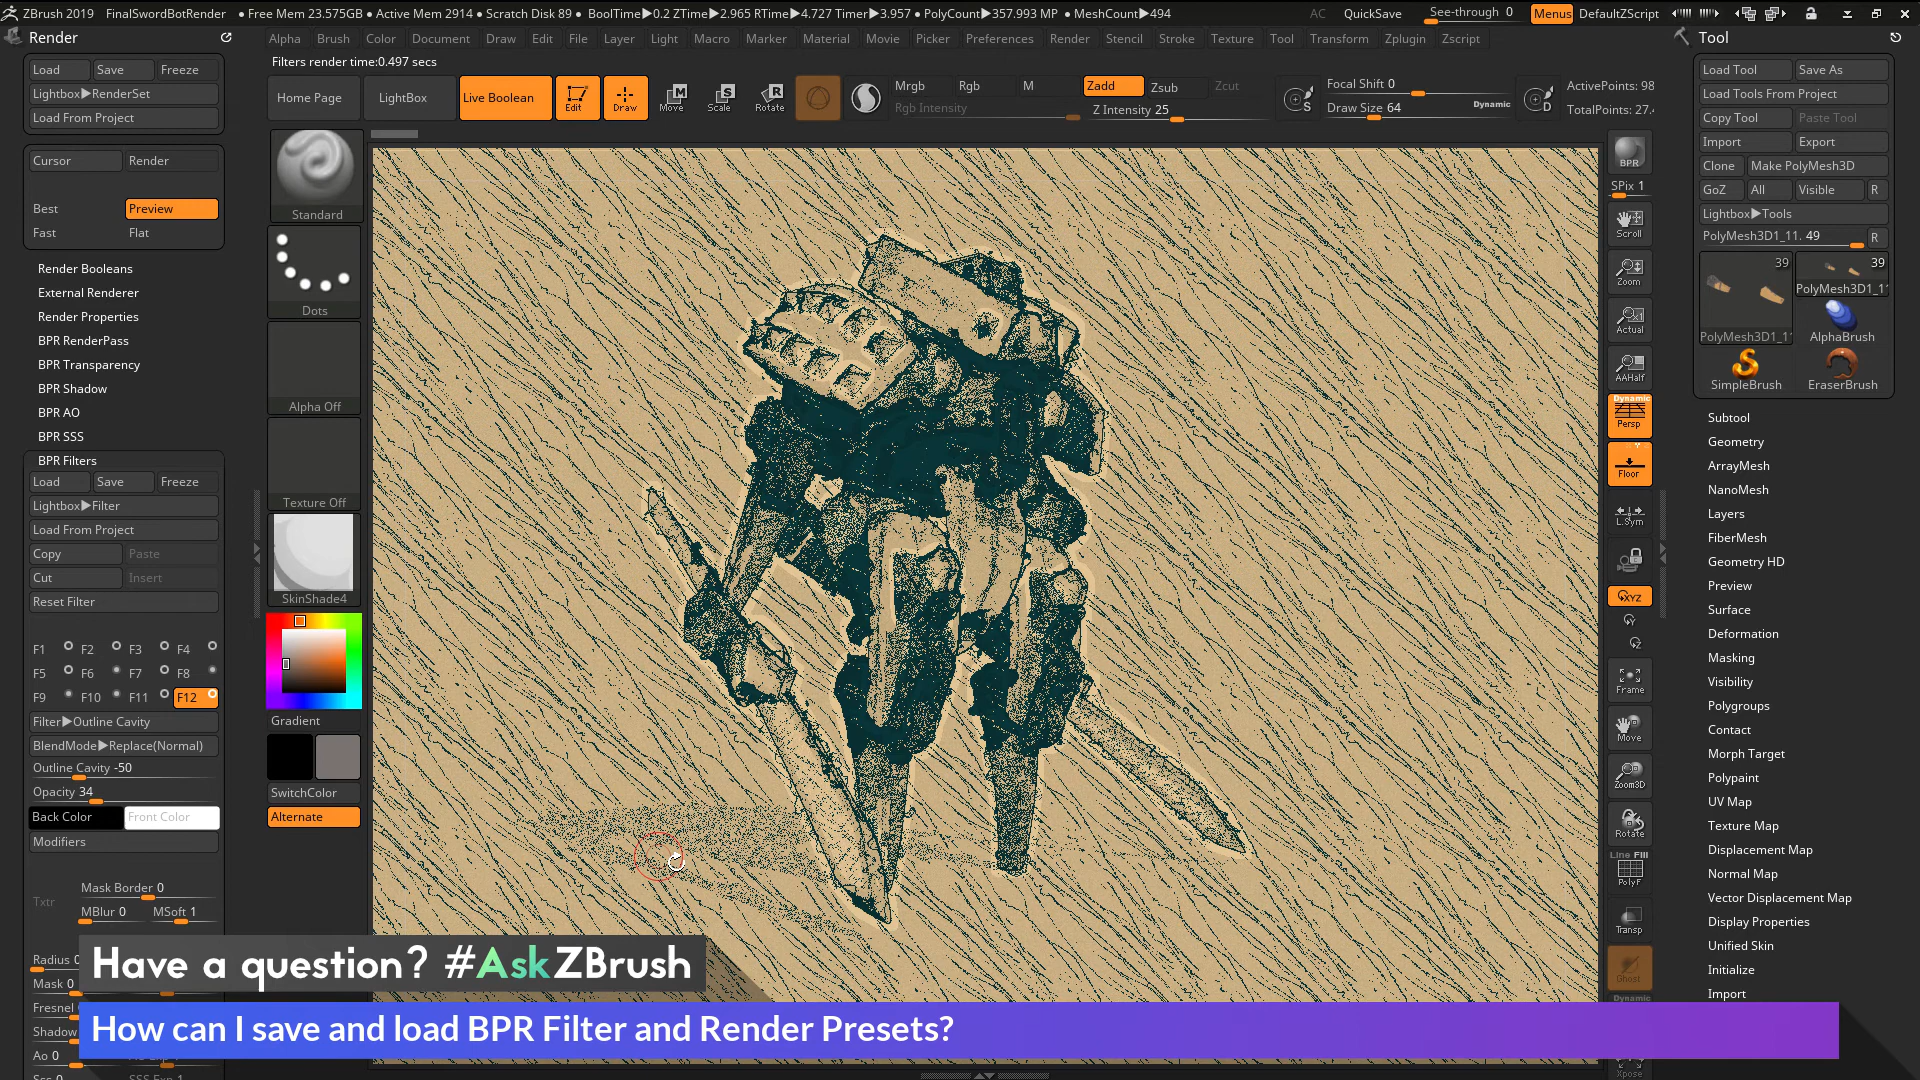 ZBrush 2019 FinalSwordBotRender • Free Mem 23.575GB • Active Mem 2914 • Scratch Disk 89 • BoolTime▶0.2 ZTime▶2.965 RTime▶4.727 Timer▶3.957 • PolyCount▶357.993 MP • MeshCount▶494 AC QuickSave See-through 0 Menus DefaultZScript
Render
Alpha Brush Color Document Draw Edit File Layer Light Macro Marker Material Movie Picker Preferences Render Stencil Stroke Texture Tool Transform Zplugin Zscript
Tool
Filters render time:0.497 secs
Load Save Freeze
Lightbox▶RenderSet
Load From Project
Cursor Render
Best Preview
Fast Flat
Render Booleans
External Renderer
Render Properties
BPR RenderPass
BPR Transparency
BPR Shadow
BPR AO
BPR SSS
BPR Filters
Load Save Freeze
Lightbox▶Filter
Load From Project
Copy Paste
Cut Insert
Reset Filter
F1 F2 F3 F4
F5 F6 F7 F8
F9 F10 F11 F12
Filter▶Outline Cavity
BlendMode▶Replace(Normal)
Outline Cavity -50
Opacity 34
Back Color Front Color
Modifiers
Mask Border 0
Txtr
MBlur 0 MSoft 1
Radius 0
Mask 0
Fresnel
Shadow
Ao 0
Home Page LightBox Live Boolean Edit Draw Move Scale Rotate
Mrgb Rgb M
Rgb Intensity
Zadd Zsub Zcut
Z Intensity 25
S
Focal Shift 0
Draw Size 64 Dynamic
D
ActivePoints: 98
TotalPoints: 27.4
Standard
Dots
Alpha Off
Texture Off
SkinShade4
Gradient
SwitchColor
Alternate
BPR
SPix 1
Scroll
Zoom
Actual
AAHalf
Dynamic
Persp
Floor
L.Sym
XYZ
Frame
Move
Zoom3D
Rotate
Line Fill
PolyF
Transp
Ghost
Dynamic
Xpose
Load Tool Save As
Load Tools From Project
Copy Tool Paste Tool
Import Export
Clone Make PolyMesh3D
GoZ All Visible R
Lightbox▶Tools
PolyMesh3D1_11. 49 R
39 39
PolyMesh3D1_11
PolyMesh3D1_11 AlphaBrush
SimpleBrush EraserBrush
Subtool
Geometry
ArrayMesh
NanoMesh
Layers
FiberMesh
Geometry HD
Preview
Surface
Deformation
Masking
Visibility
Polygroups
Contact
Morph Target
Polypaint
UV Map
Texture Map
Displacement Map
Normal Map
Vector Displacement Map
Display Properties
Unified Skin
Initialize
Import
Have a question? #AskZBrush
How can I save and load BPR Filter and Render Presets?